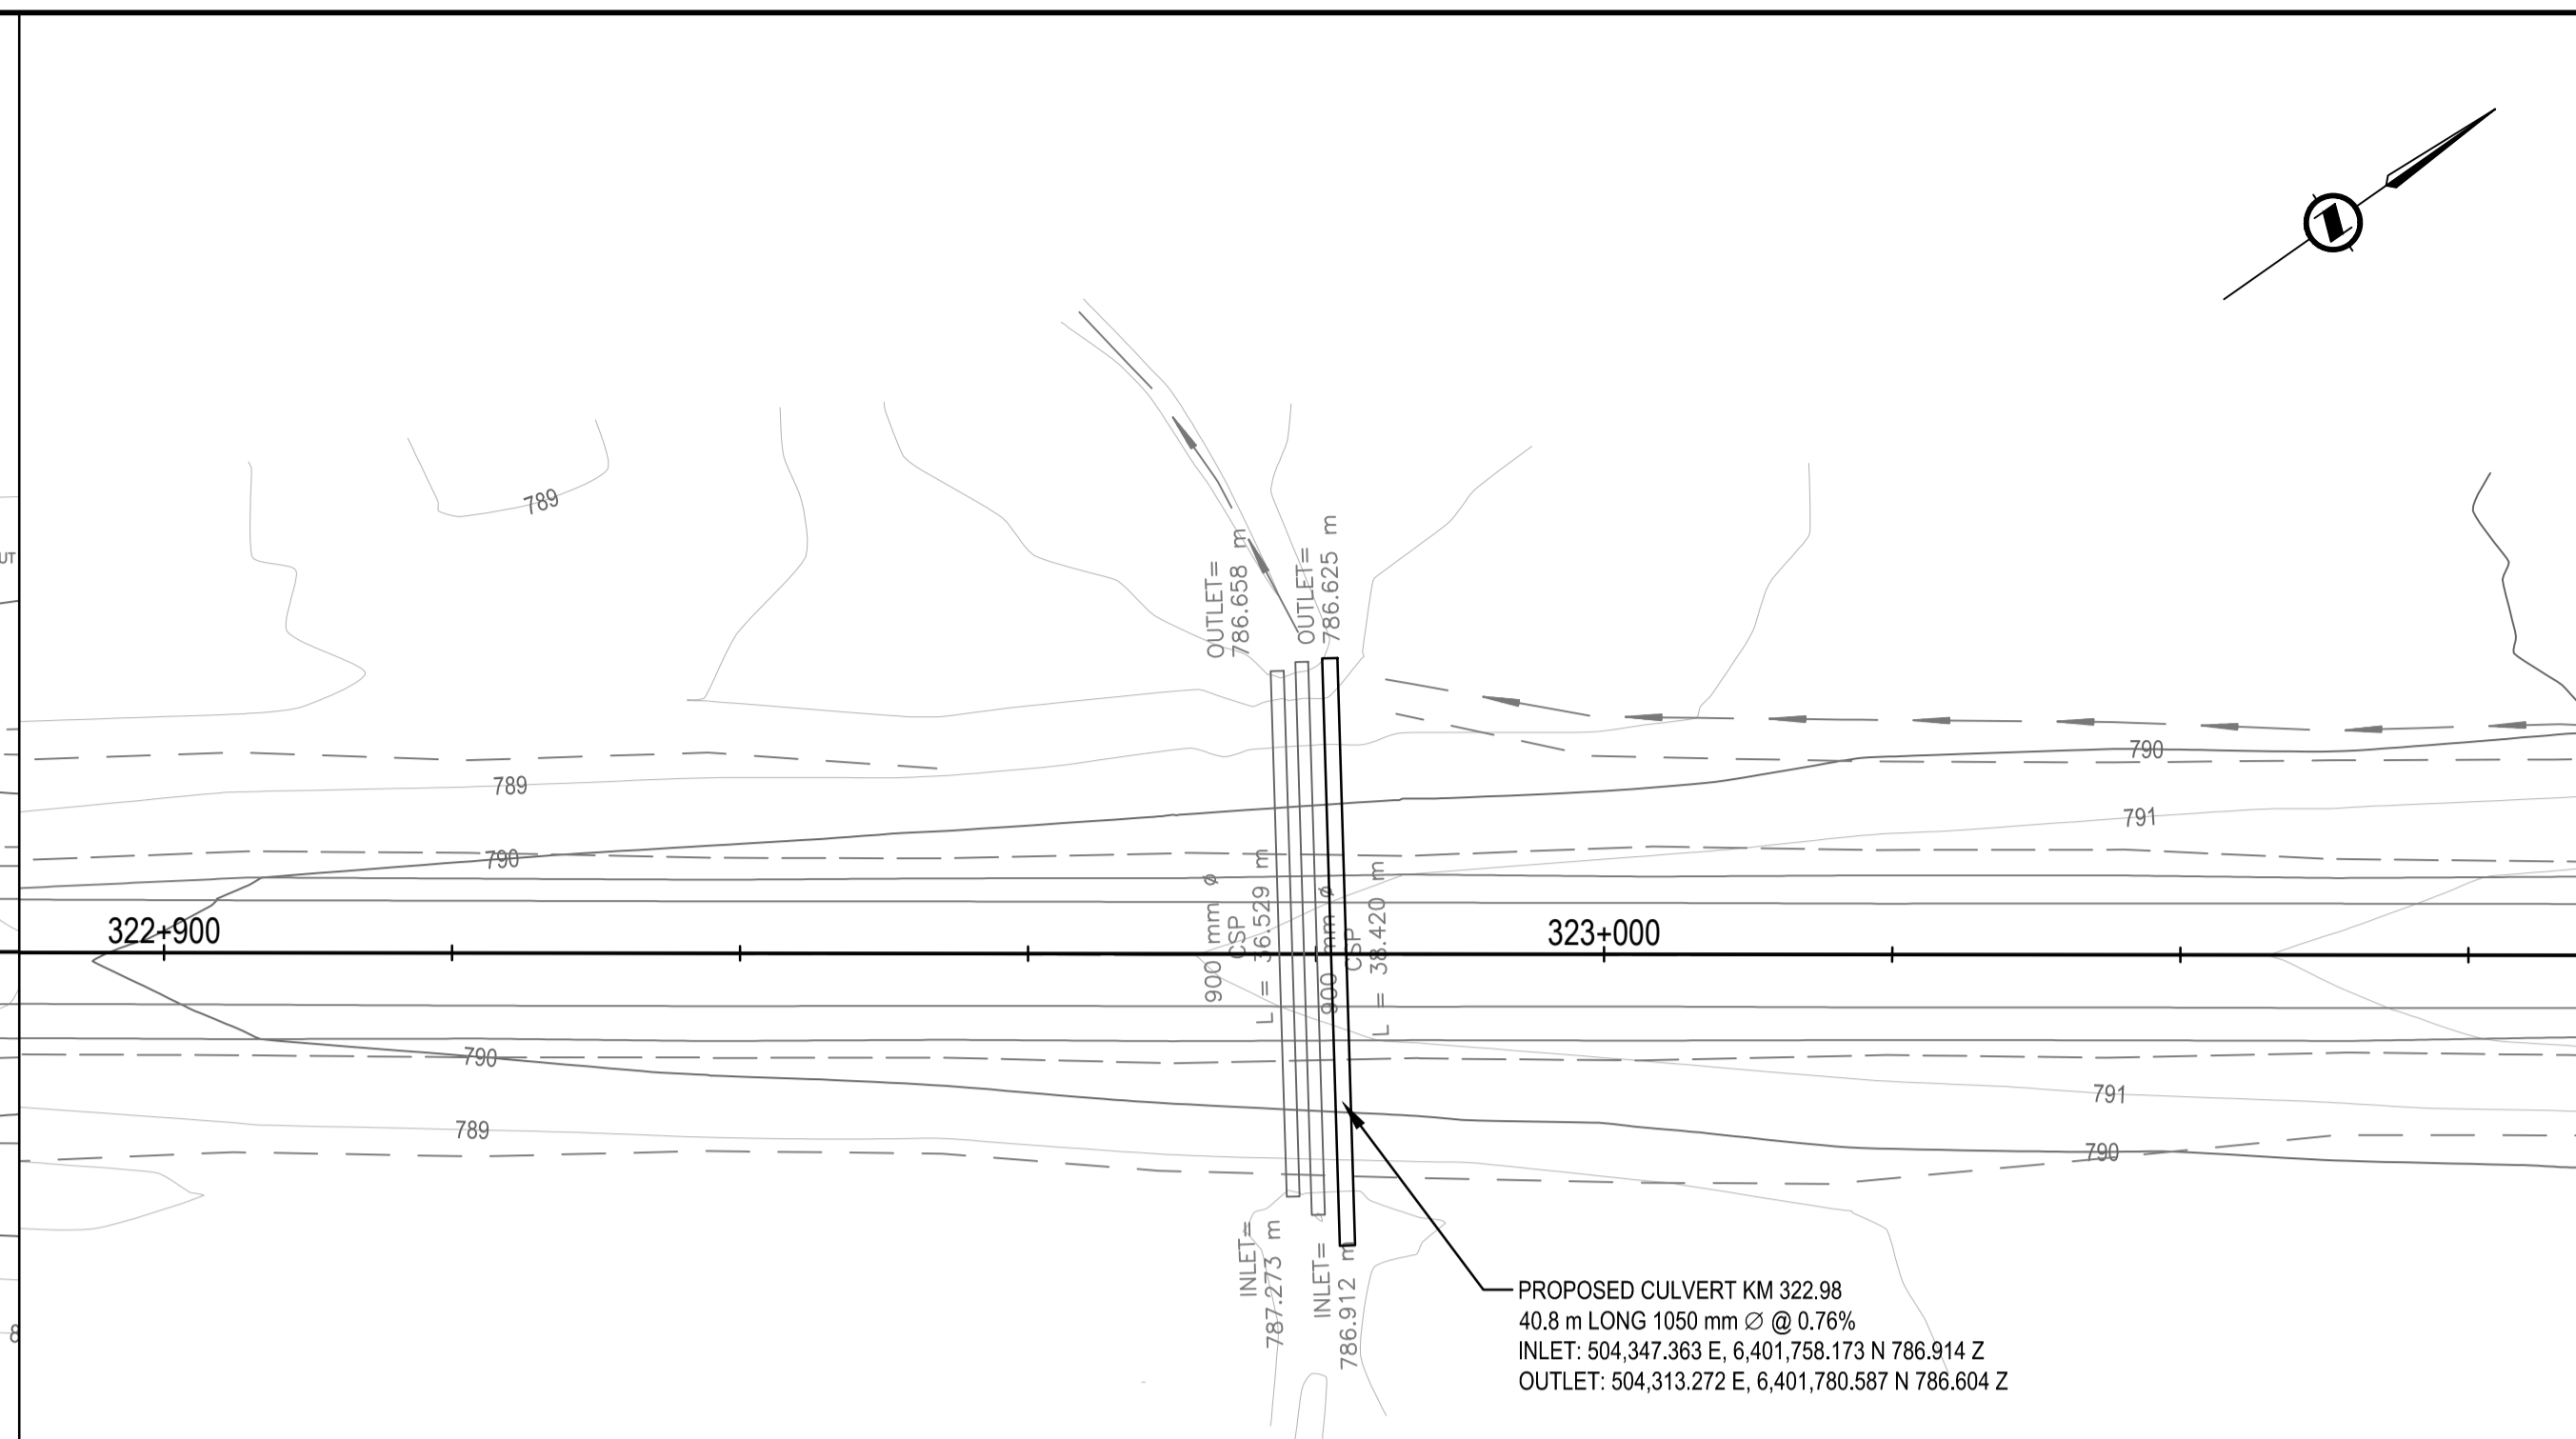 789
UT
OUTLET=
786.658 m
OUTLET=
786.625 m
790
789
791
790
900 mm ø
CSP
L = 36.529 m
900 mm ø
CSP
L = 38.420 m
322+900
323+000
790
791
789
790
INLET=
787.273 m
INLET=
786.912 m
8
PROPOSED CULVERT KM 322.98
40.8 m LONG 1050 mm ∅ @ 0.76%
INLET: 504,347.363 E, 6,401,758.173 N 786.914 Z
OUTLET: 504,313.272 E, 6,401,780.587 N 786.604 Z